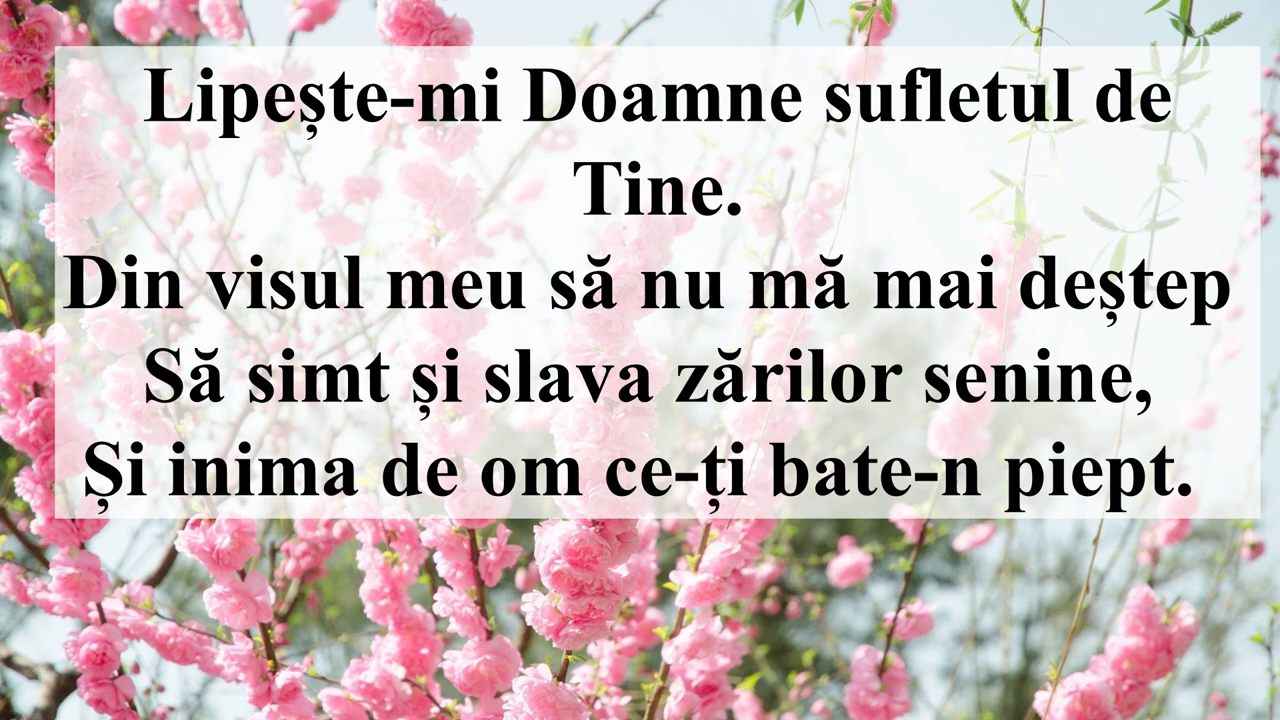 Lipește-mi Doamne sufletul de
Tine.
Din visul meu să nu mă mai deștep
Să simt și slava zărilor senine,
Și inima de om ce-ți bate-n piept.